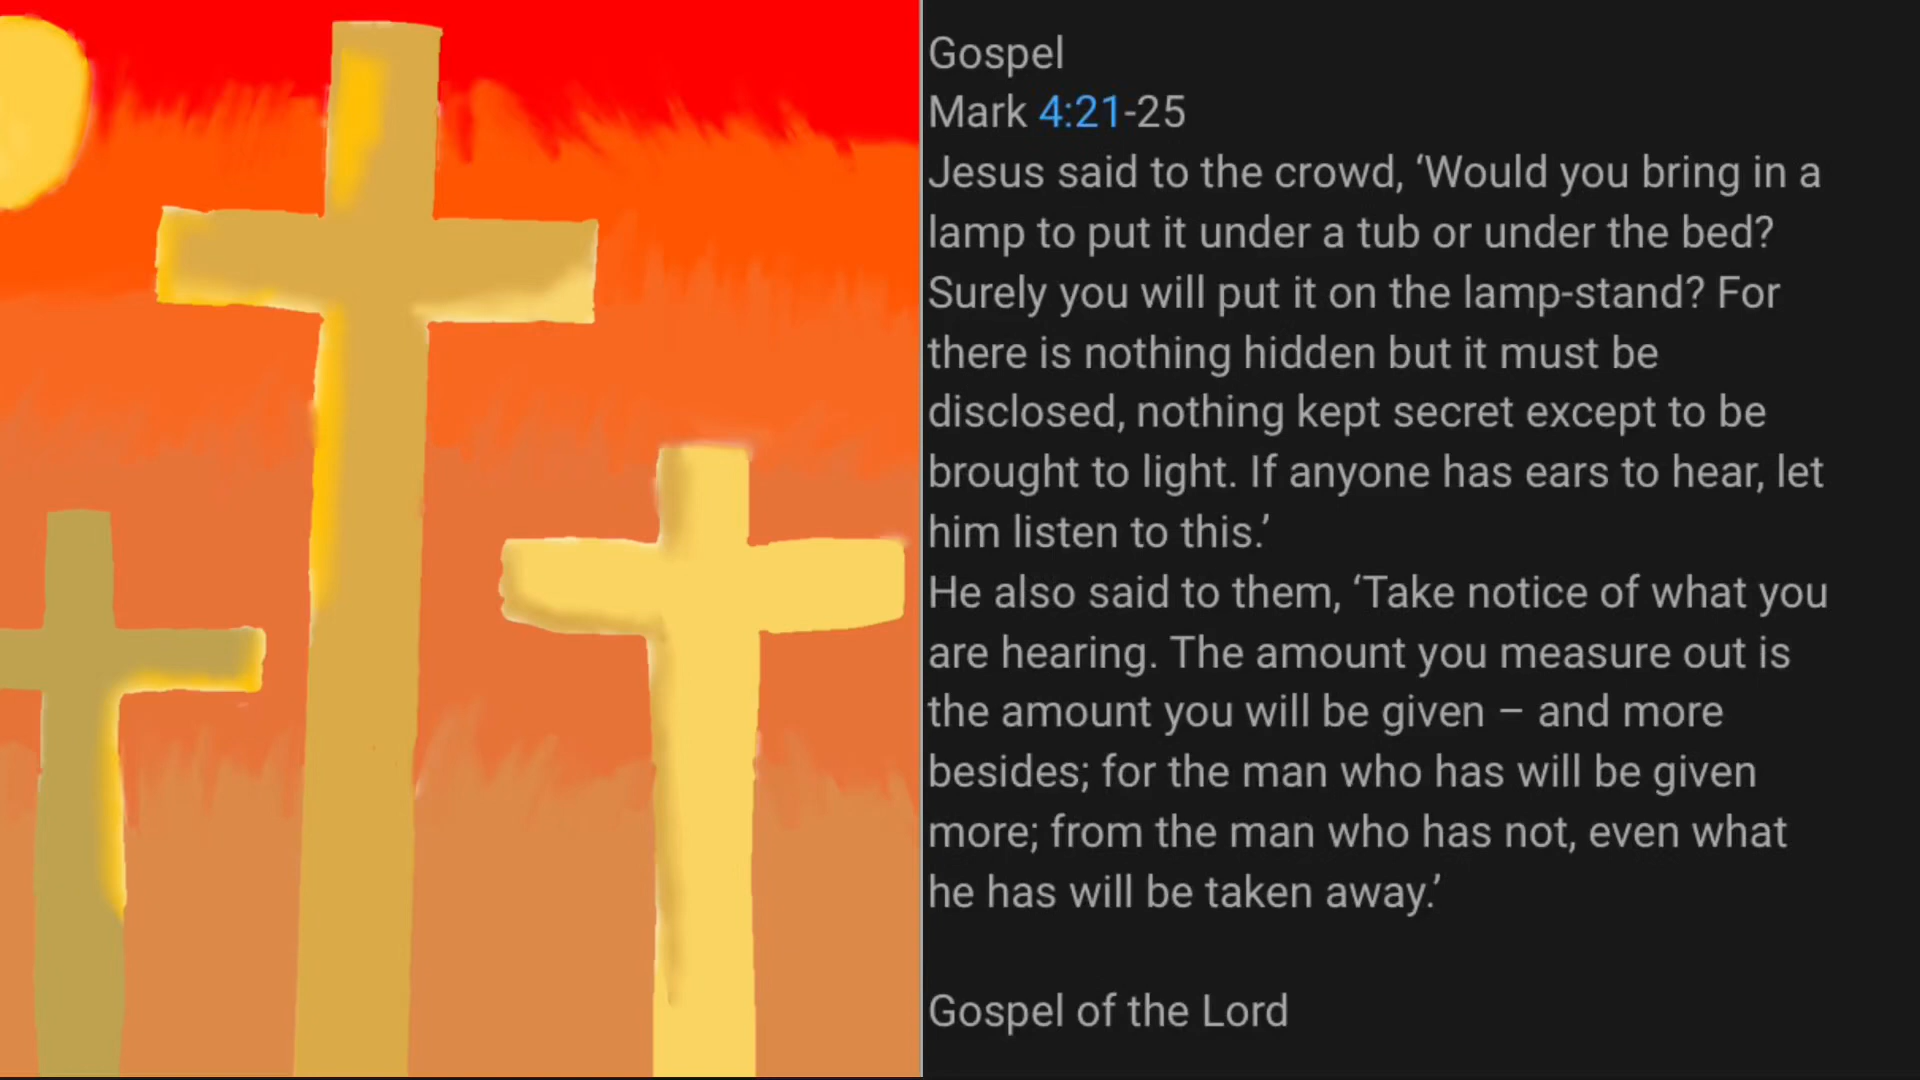 Gospel
Mark 4:21-25
Jesus said to the crowd, ‘Would you bring in a
lamp to put it under a tub or under the bed?
Surely you will put it on the lamp-stand? For
there is nothing hidden but it must be
disclosed, nothing kept secret except to be
brought to light. If anyone has ears to hear, let
him listen to this.’
He also said to them, ‘Take notice of what you
are hearing. The amount you measure out is
the amount you will be given – and more
besides; for the man who has will be given
more; from the man who has not, even what
he has will be taken away.’
Gospel of the Lord